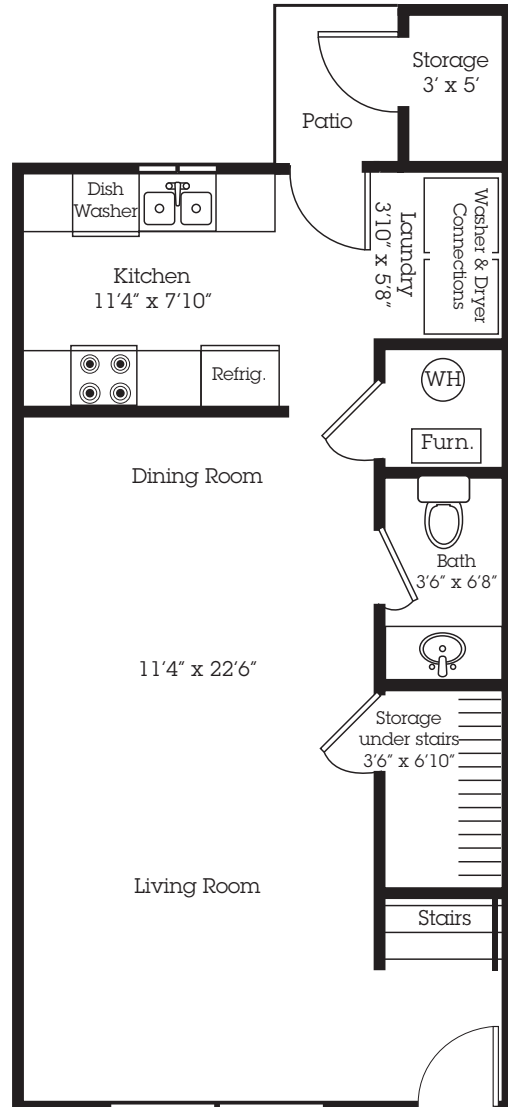 Storage
3’ x 5’
Patio
Dish
Washer
Laundry
3’10” x 5’8”
Washer & Dryer
Connections
Kitchen
11’4” x 7’10”
Refrig.
WH
Furn.
Dining Room
Bath
3’6” x 6’8”
11’4” x 22’6”
Storage
under stairs
3’6” x 6’10”
Living Room
Stairs